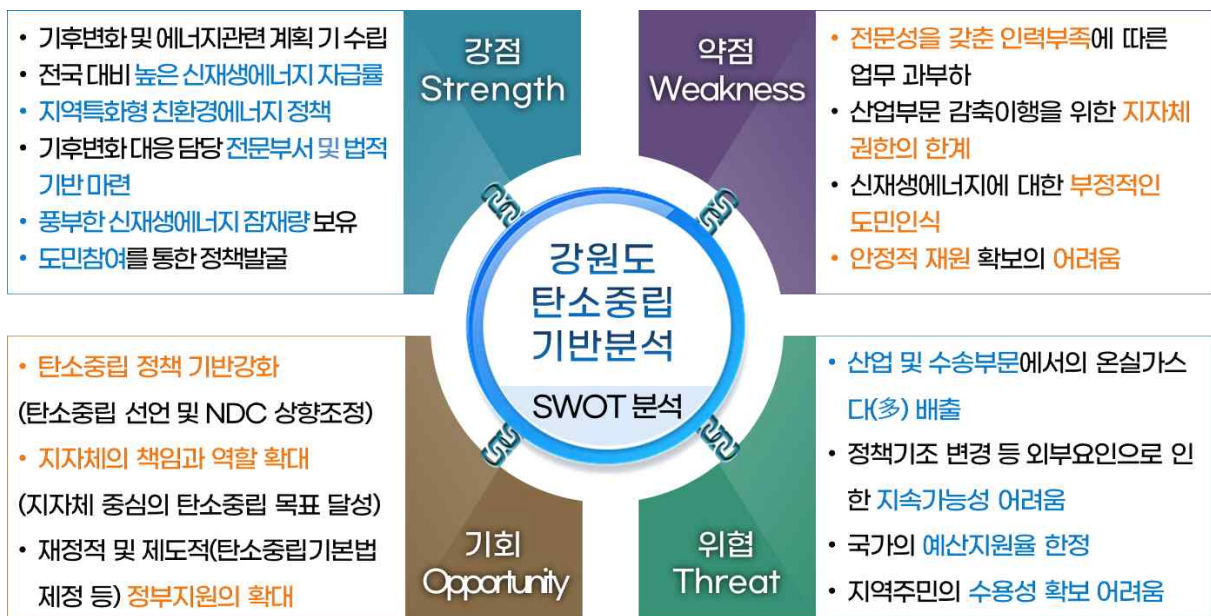 • 기후변화 및 에너지관련 계획 기 수립
• 전국 대비 높은 신재생에너지 자급률
• 지역특화형 친환경에너지 정책
• 기후변화 대응 담당 전문부서 및 법적
기반 마련
• 풍부한 신재생에너지 잠재량 보유
• 도민참여를 통한 정책발굴
강점
Strength
약점
Weakness
• 전문성을 갖춘 인력부족에 따른
업무 과부하
• 산업부문 감축이행을 위한 지자체
권한의 한계
• 신재생에너지에 대한 부정적인
도민인식
• 안정적 재원 확보의 어려움
강원도
탄소중립
기반분석
SWOT 분석
• 탄소중립 정책 기반강화
(탄소중립 선언 및 NDC 상향조정)
• 지자체의 책임과 역할 확대
(지자체 중심의 탄소중립 목표 달성)
• 재정적 및 제도적(탄소중립기본법
제정 등) 정부지원의 확대
기회
Opportunity
위협
Threat
• 산업 및 수송부문에서의 온실가스
다(多) 배출
• 정책기조 변경 등 외부요인으로 인
한 지속가능성 어려움
• 국가의 예산지원율 한정
• 지역주민의 수용성 확보 어려움